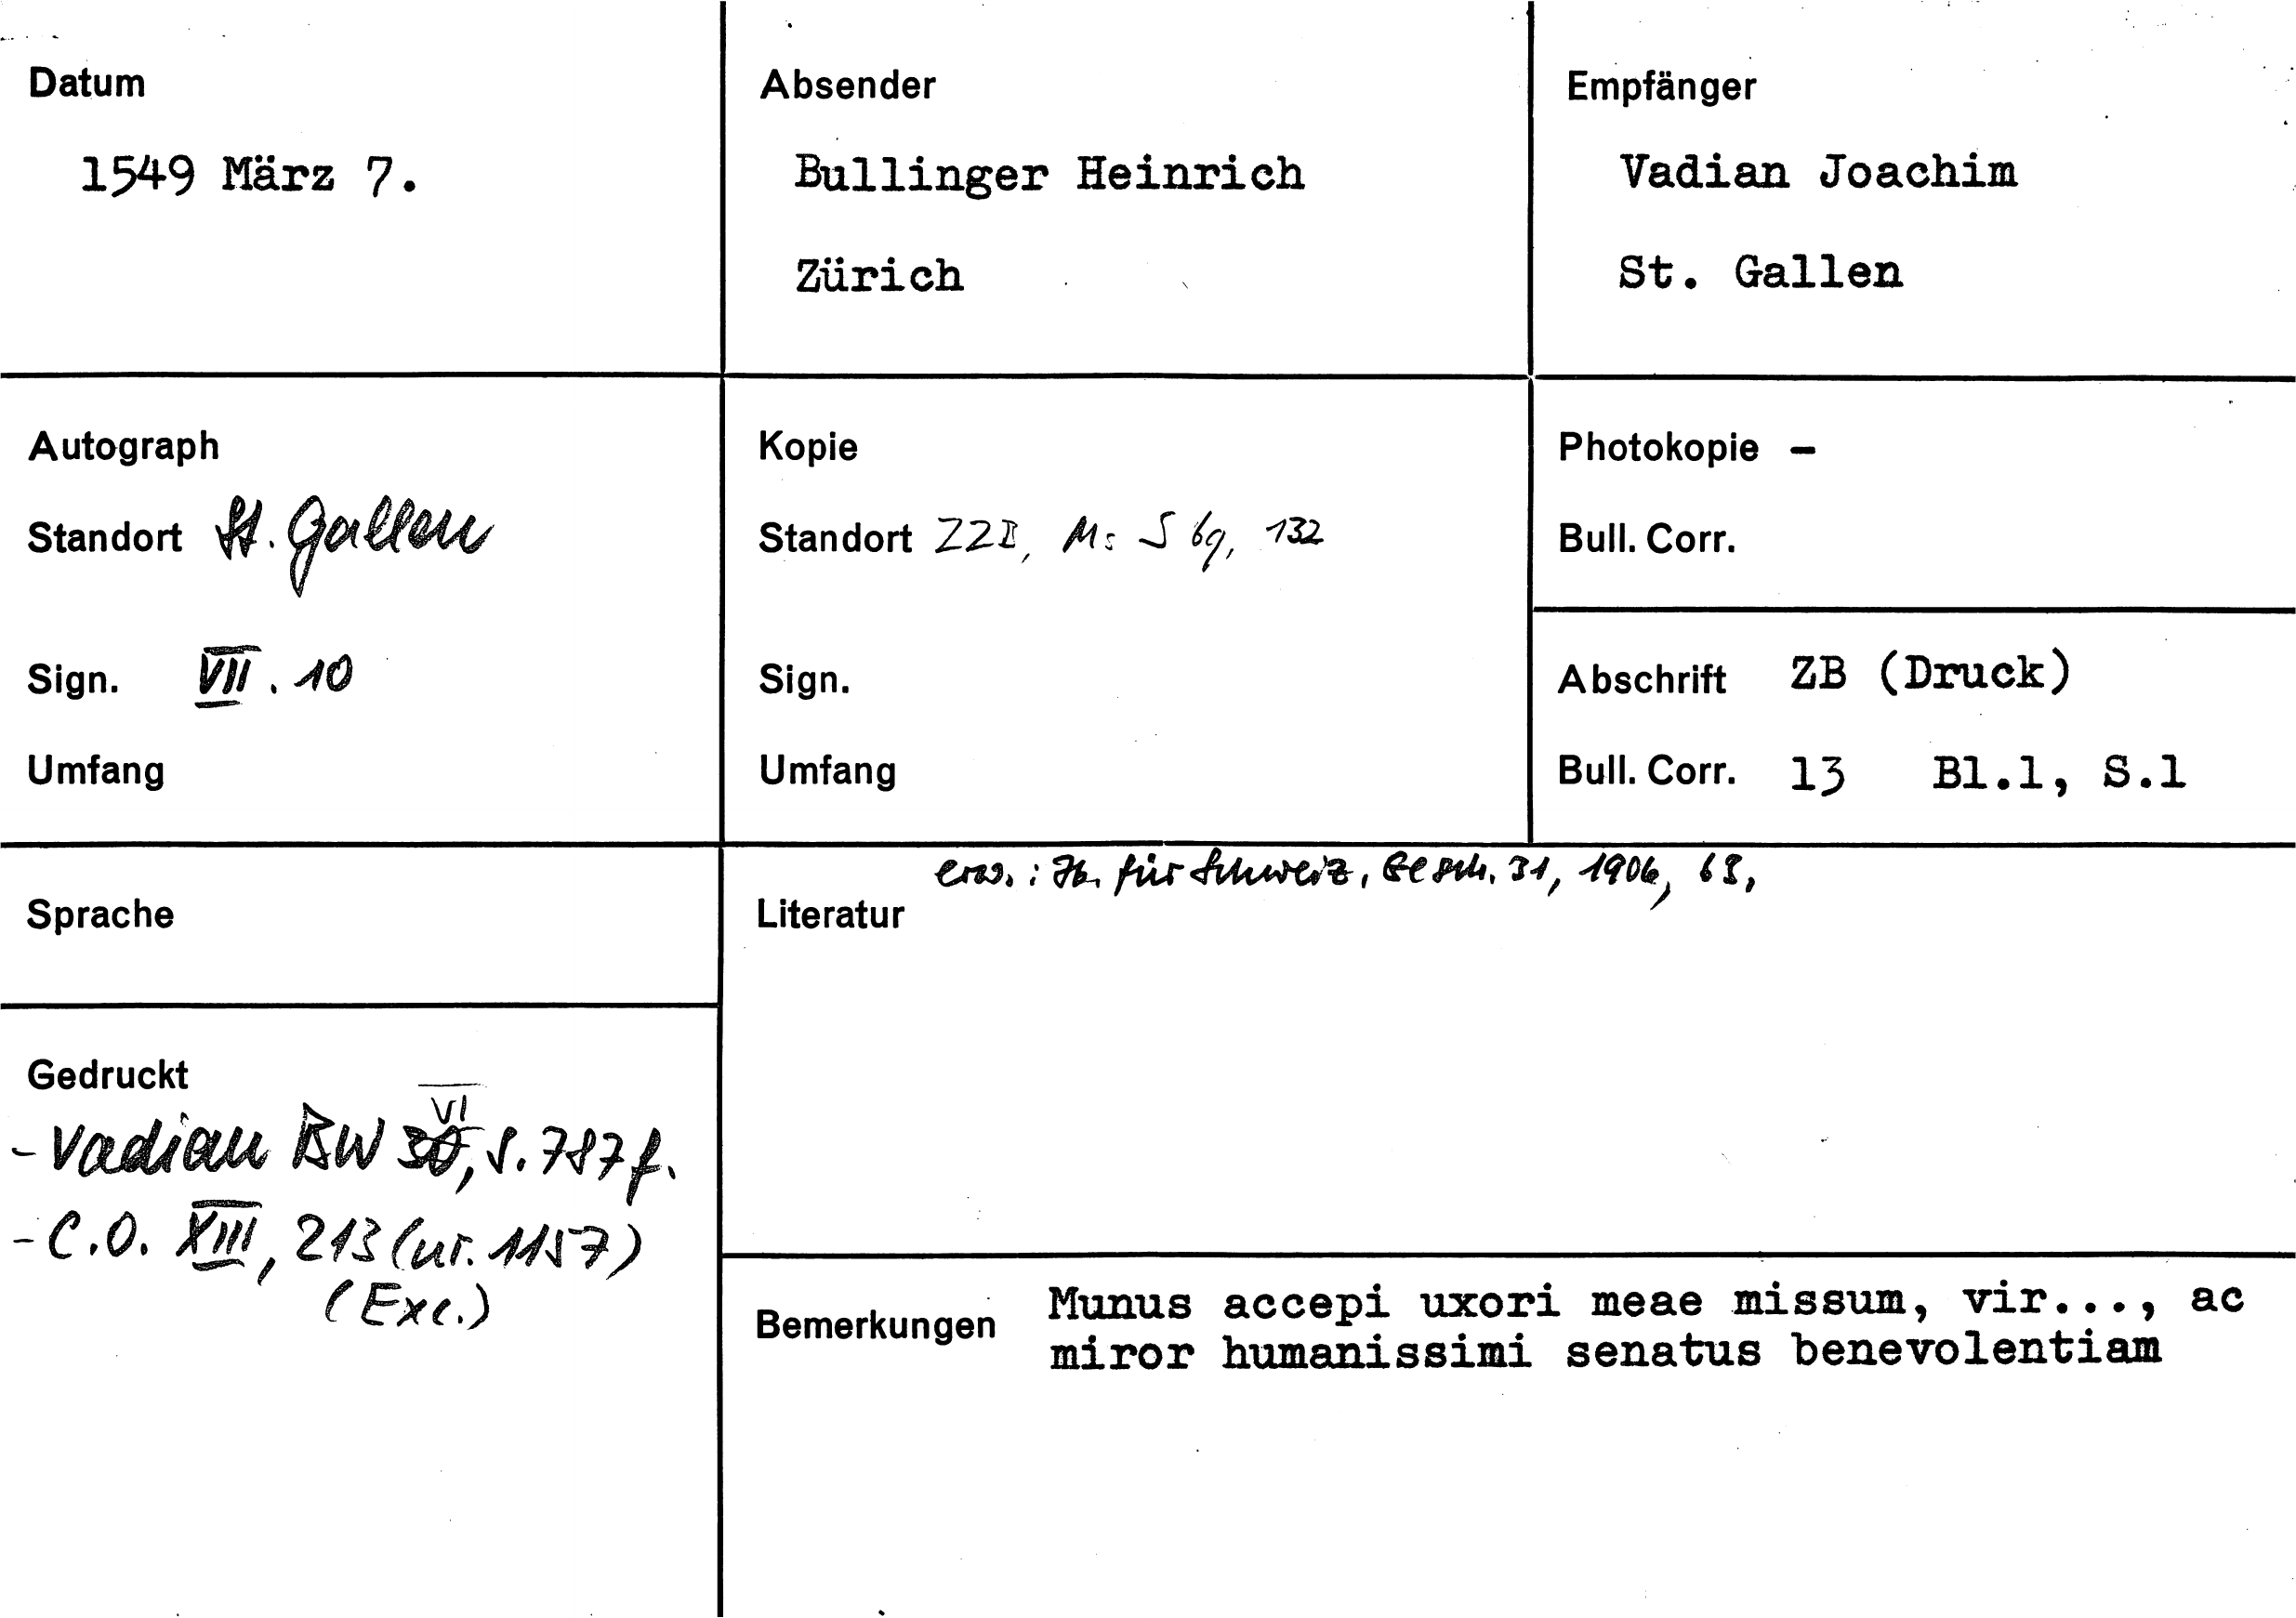 Datum
1549 März 7.
Absender
Bullinger Heinrich
Zürich
Empfänger
Vadian Joachim
St. Gallen
Autograph
Standort St. Gallen
Sign. VII. 10
Umfang
Kopie
Standort ZZB, Ms S 69, 132
Sign.
Umfang
Photokopie -
Bull. Corr.
Abschrift ZB (Druck)
Bull. Corr. 13 Bl.1, S.1
Sprache
erw.: Jb. für Schweiz. Gesch. 31, 1906, 63,
Literatur
Gedruckt
VI
- Vadian BW 30, S. 787 f.
- C.O. XIII, 213 (nr. 1157)
(Exc.)
Bemerkungen Munus accepi uxori meae missum, vir..., ac
miror humanissimi senatus benevolentiam